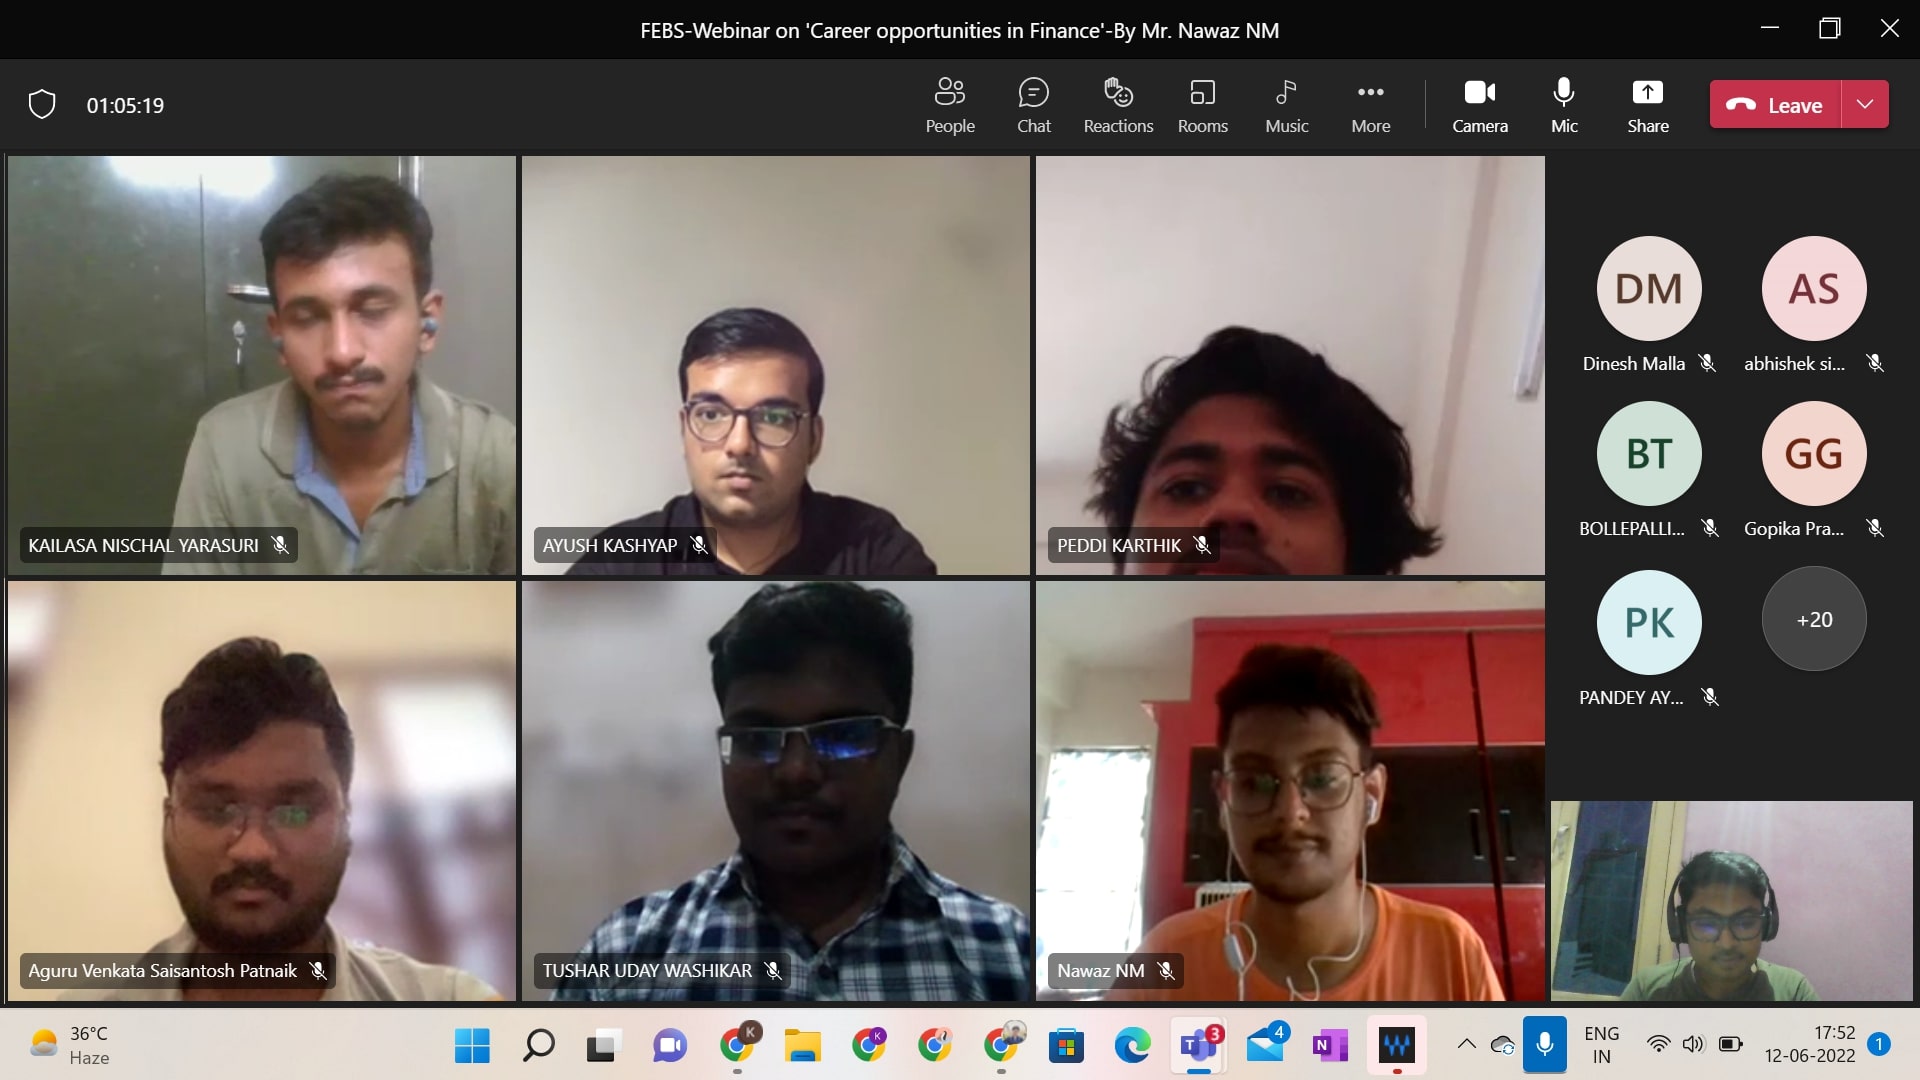 FEBS-Webinar on 'Career opportunities in Finance'-By Mr. Nawaz NM
01:05:19
People
Chat
Reactions
Rooms
Music
More
Camera
Mic
Share
Leave
KAILASA NISCHAL YARASURI
AYUSH KASHYAP
PEDDI KARTHIK
DM
AS
Dinesh Malla
abhishek si...
BT
GG
BOLLEPALLI...
Gopika Pra...
PK
+20
PANDEY AY...
Aguru Venkata Saisantosh Patnaik
TUSHAR UDAY WASHIKAR
Nawaz NM
36°C
Haze
K
K
3
4
N
ENG
IN
17:52
12-06-2022
1